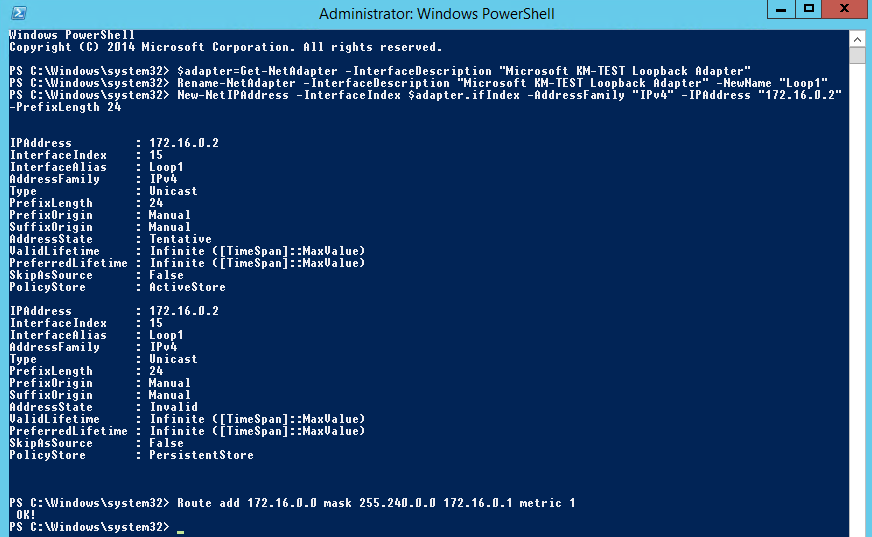 Administrator: Windows PowerShell
Windows PowerShell
Copyright (C) 2014 Microsoft Corporation. All rights reserved.
PS C:\Windows\system32> $adapter=Get-NetAdapter -InterfaceDescription "Microsoft KM-TEST Loopback Adapter"
PS C:\Windows\system32> Rename-NetAdapter -InterfaceDescription "Microsoft KM-TEST Loopback Adapter" -NewName "Loop1"
PS C:\Windows\system32> New-NetIPAddress -InterfaceIndex $adapter.ifIndex -AddressFamily "IPv4" -IPAddress "172.16.0.2"
-PrefixLength 24
IPAddress : 172.16.0.2
InterfaceIndex : 15
InterfaceAlias : Loop1
AddressFamily : IPv4
Type : Unicast
PrefixLength : 24
PrefixOrigin : Manual
SuffixOrigin : Manual
AddressState : Tentative
ValidLifetime : Infinite ([TimeSpan]::MaxValue)
PreferredLifetime : Infinite ([TimeSpan]::MaxValue)
SkipAsSource : False
PolicyStore : ActiveStore
IPAddress : 172.16.0.2
InterfaceIndex : 15
InterfaceAlias : Loop1
AddressFamily : IPv4
Type : Unicast
PrefixLength : 24
PrefixOrigin : Manual
SuffixOrigin : Manual
AddressState : Invalid
ValidLifetime : Infinite ([TimeSpan]::MaxValue)
PreferredLifetime : Infinite ([TimeSpan]::MaxValue)
SkipAsSource : False
PolicyStore : PersistentStore
PS C:\Windows\system32> Route add 172.16.0.0 mask 255.240.0.0 172.16.0.1 metric 1
OK!
PS C:\Windows\system32> _